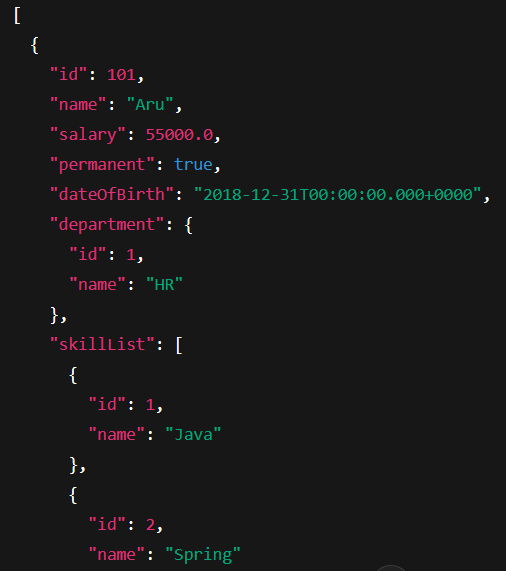 [
  {
    "id": 101,
    "name": "Aru",
    "salary": 55000.0,
    "permanent": true,
    "dateOfBirth": "2018-12-31T00:00:00.000+0000",
    "department": {
      "id": 1,
      "name": "HR"
    },
    "skillList": [
      {
        "id": 1,
        "name": "Java"
      },
      {
        "id": 2,
        "name": "Spring"